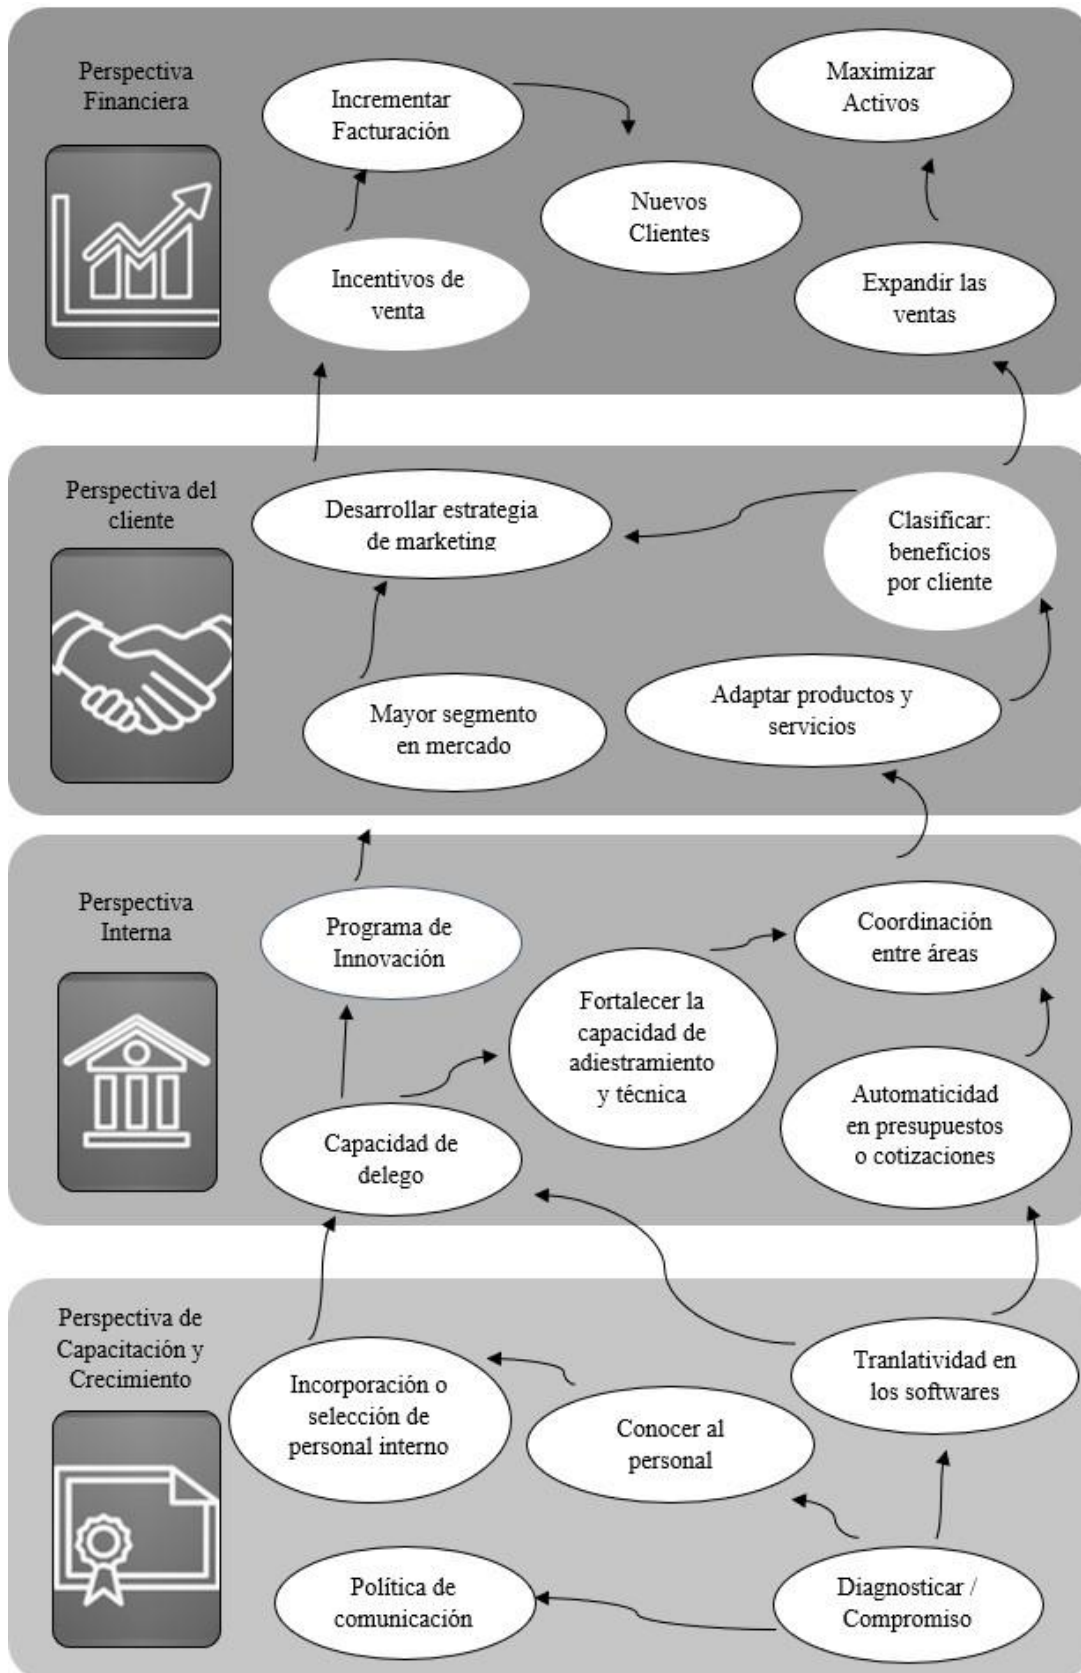 Perspectiva
Financiera
Incrementar
Facturación
Maximizar
Activos
Nuevos
Clientes
Incentivos de
venta
Expandir las
ventas
Perspectiva del
cliente
Desarrollar estrategia
de marketing
Clasificar:
benefícios
por cliente
Mayor segmento
en mercado
Adaptar productos y
servicios
Perspectiva
Interna
Programa de
Innovación
Coordinación
entre áreas
Fortalecer la
capacidad de
adiestramiento
y técnica
Automaticidad
en presupuestos
o cotizaciones
Capacidad de
delego
Perspectiva de
Capacitación y
Crecimiento
Incorporación o
selección de
personal interno
Conocer al
personal
Tranlatividad en
los softwares
Política de
comunicación
Diagnosticar /
Compromiso